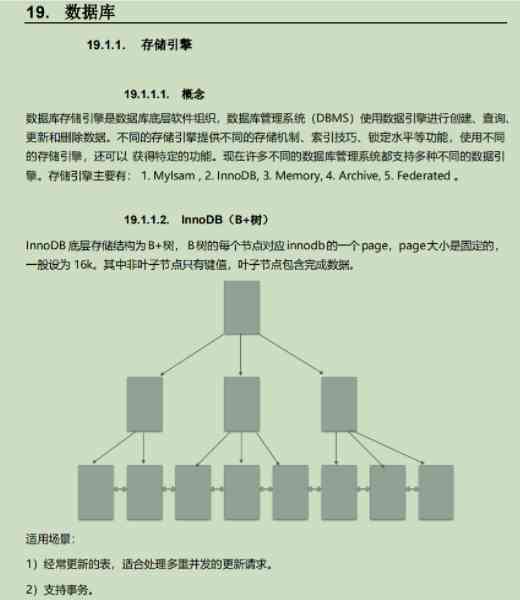 19. 数据库
19.1.1. 存储引擎
19.1.1.1. 概念
数据库存储引擎是数据库底层软件组织，数据库管理系统（DBMS）使用数据引擎进行创建、查询、
更新和删除数据。不同的存储引擎提供不同的存储机制、索引技巧、锁定水平等功能，使用不同
的存储引擎，还可以 获得特定的功能。现在许多不同的数据库管理系统都支持多种不同的数据引
擎。存储引擎主要有： 1. MyIsam , 2. InnoDB, 3. Memory, 4. Archive, 5. Federated 。
19.1.1.2. InnoDB（B+树）
InnoDB 底层存储结构为B+树， B树的每个节点对应innodb的一个page，page大小是固定的，
一般设为 16k。其中非叶子节点只有键值，叶子节点包含完成数据。
适用场景：
1）经常更新的表，适合处理多重并发的更新请求。
2）支持事务。